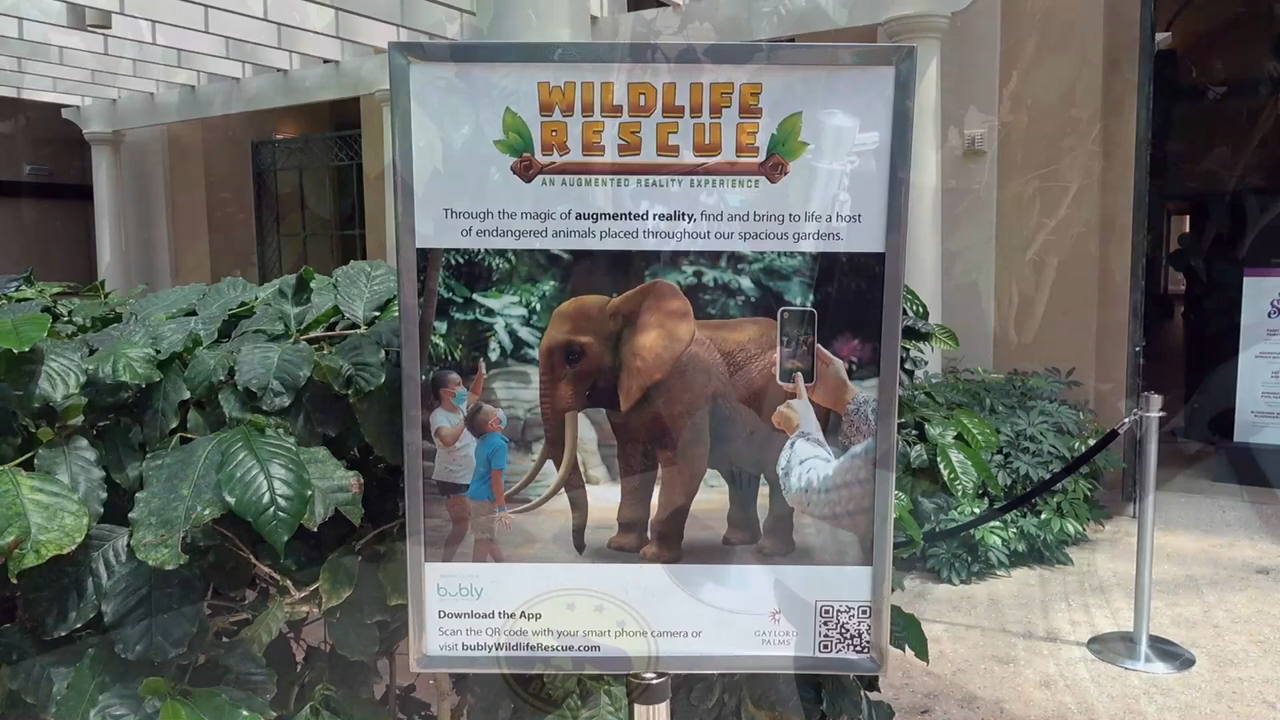 WILDLIFE
RESCUE
AN AUGMENTED REALITY EXPERIENCE
Through the magic of augmented reality, find and bring to life a host
of endangered animals placed throughout our spacious gardens.
bubly
Download the App
Scan the QR code with your smart phone camera or
visit bublyWildlifeRescue.com
GAYLORD
PALMS